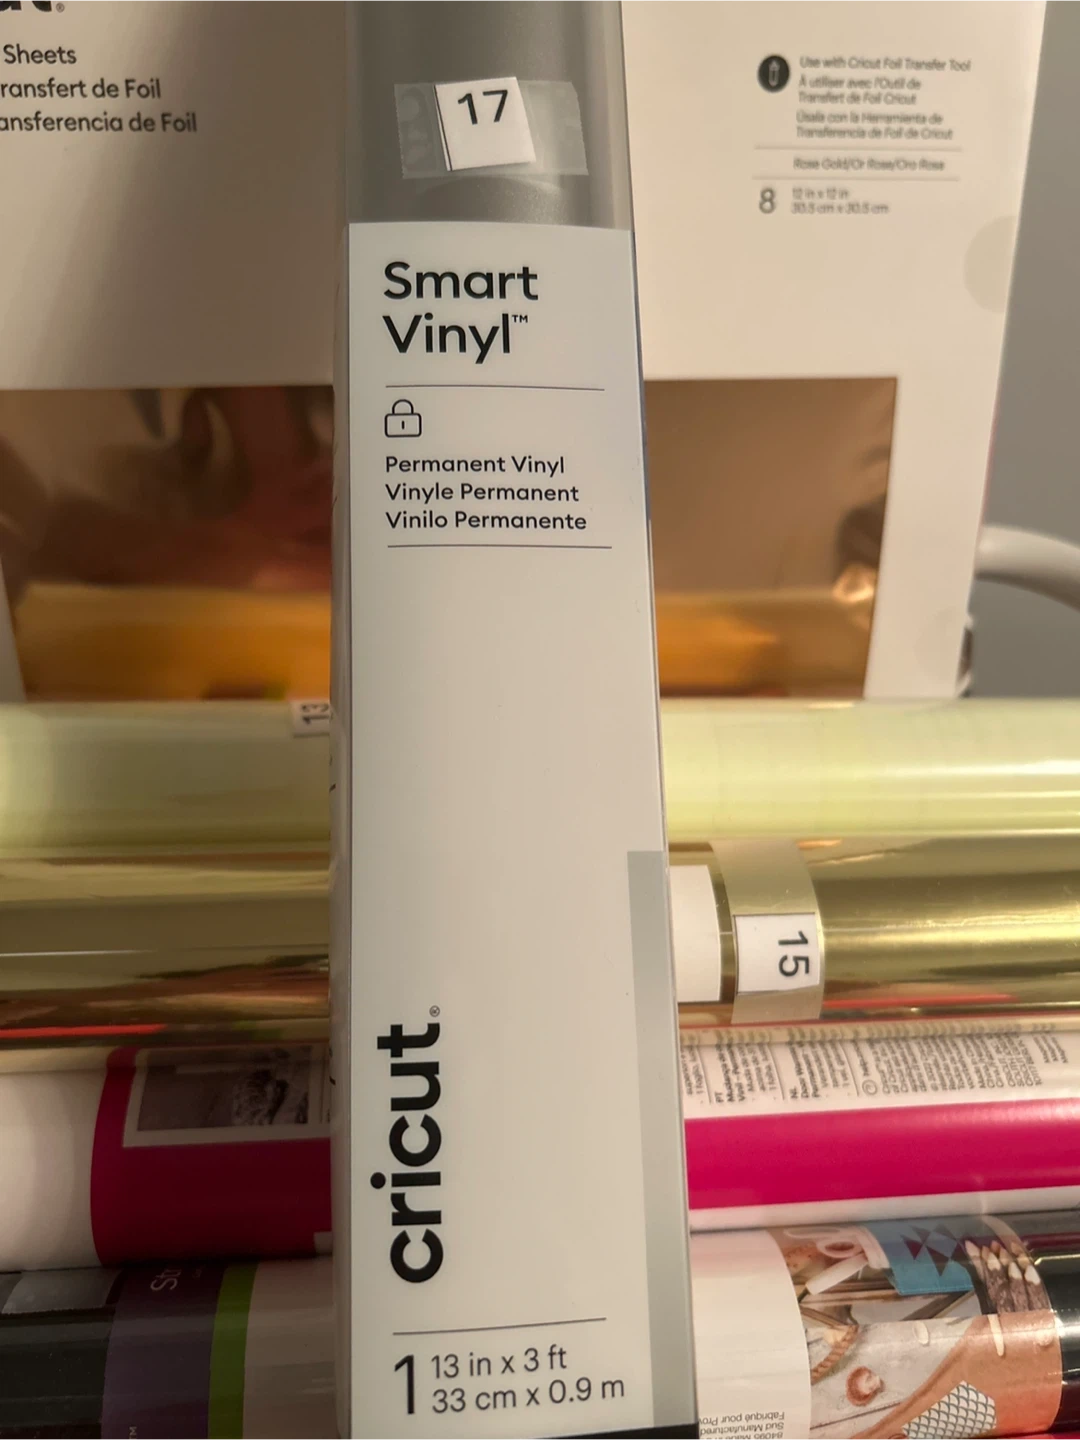 Sheets
ransfert de Foil
ansferencia de Foil
Use with Cricut Foil Transfer Tool
À utiliser avec l'Outil de
Transfert de Foil Cricut
Úsala con la Herramienta de
Transferencia de Foil de Cricut
Rose Gold/Or Rose/Oro Rosa
8 12 in x 12 in
30.5 cm x 30.5 cm
17
Smart
Vinyl™
Permanent Vinyl
Vinyle Permanent
Vinilo Permanente
13
15
cricut®
1 13 in x 3 ft
33 cm x 0.9 m
St
Fabriqué pour